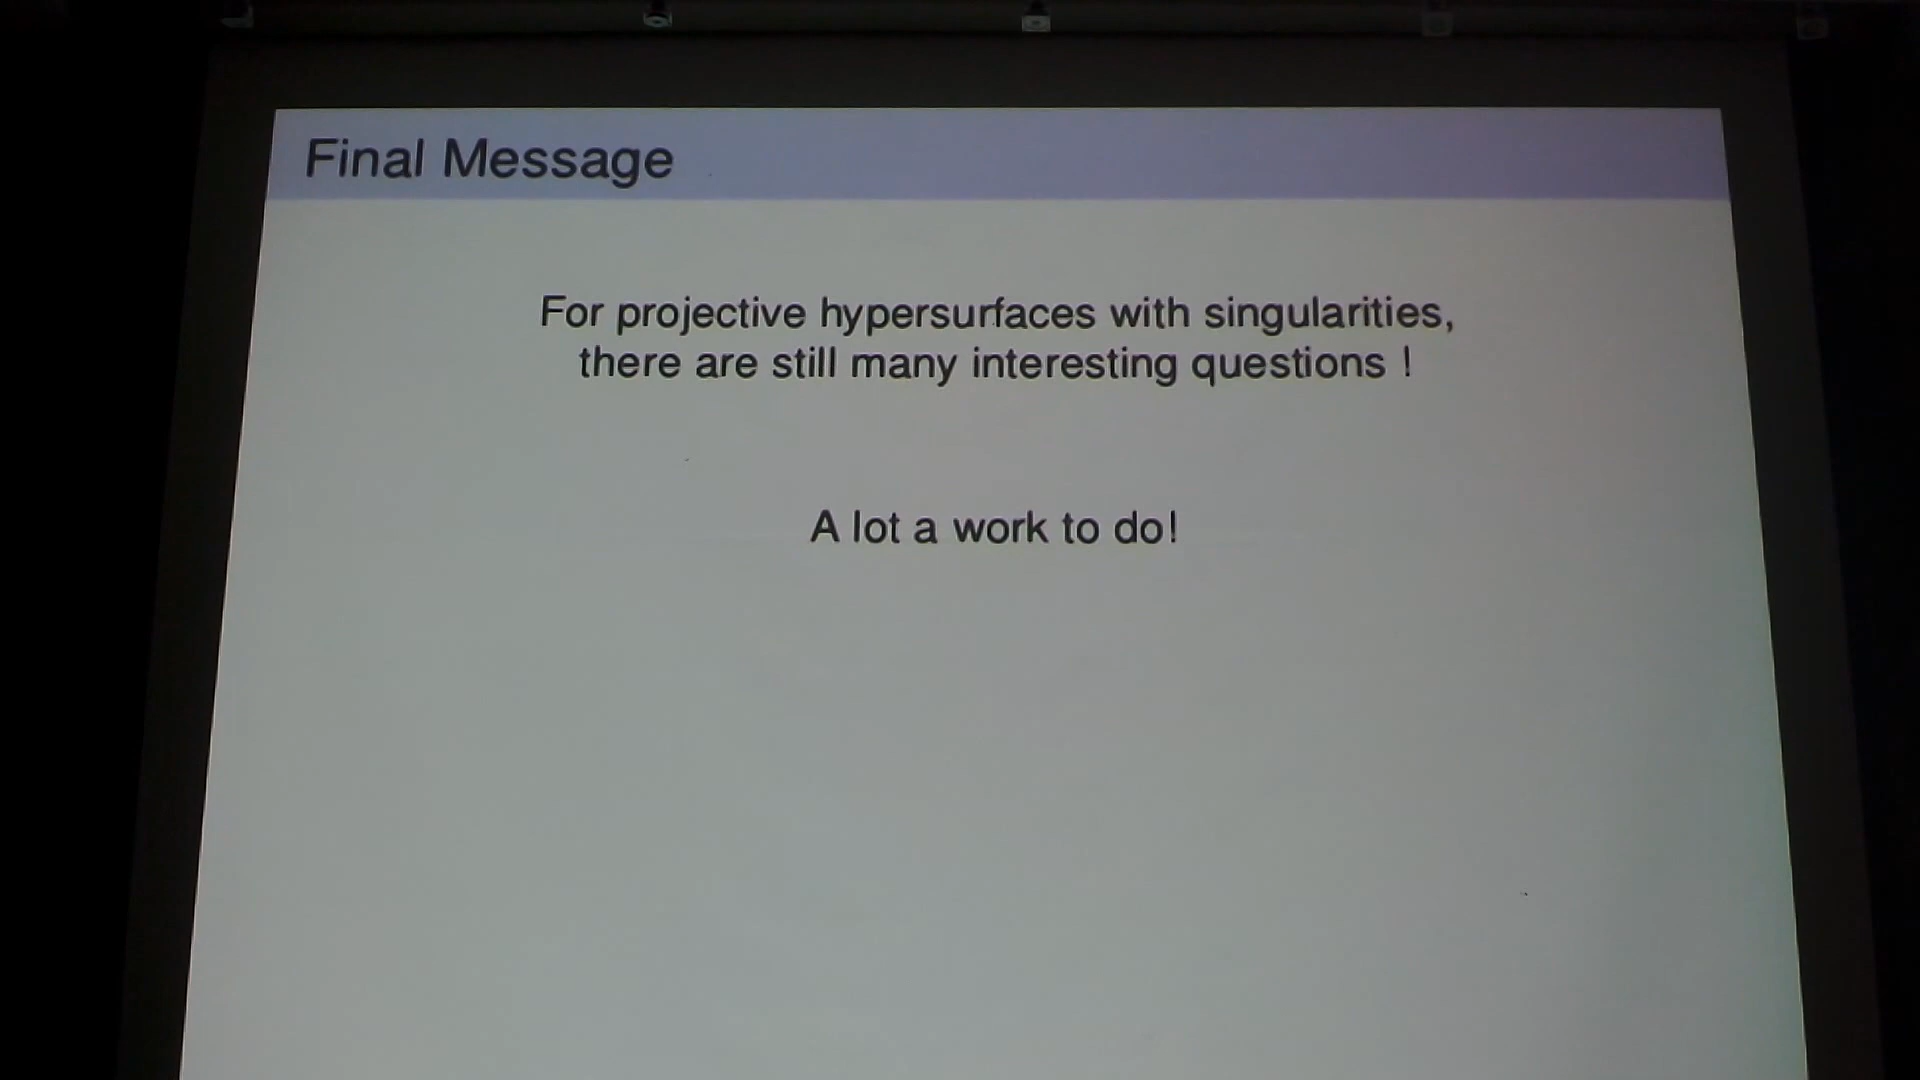 Final Message
For projective hypersurfaces with singularities,
there are still many interesting questions !
A lot a work to do!